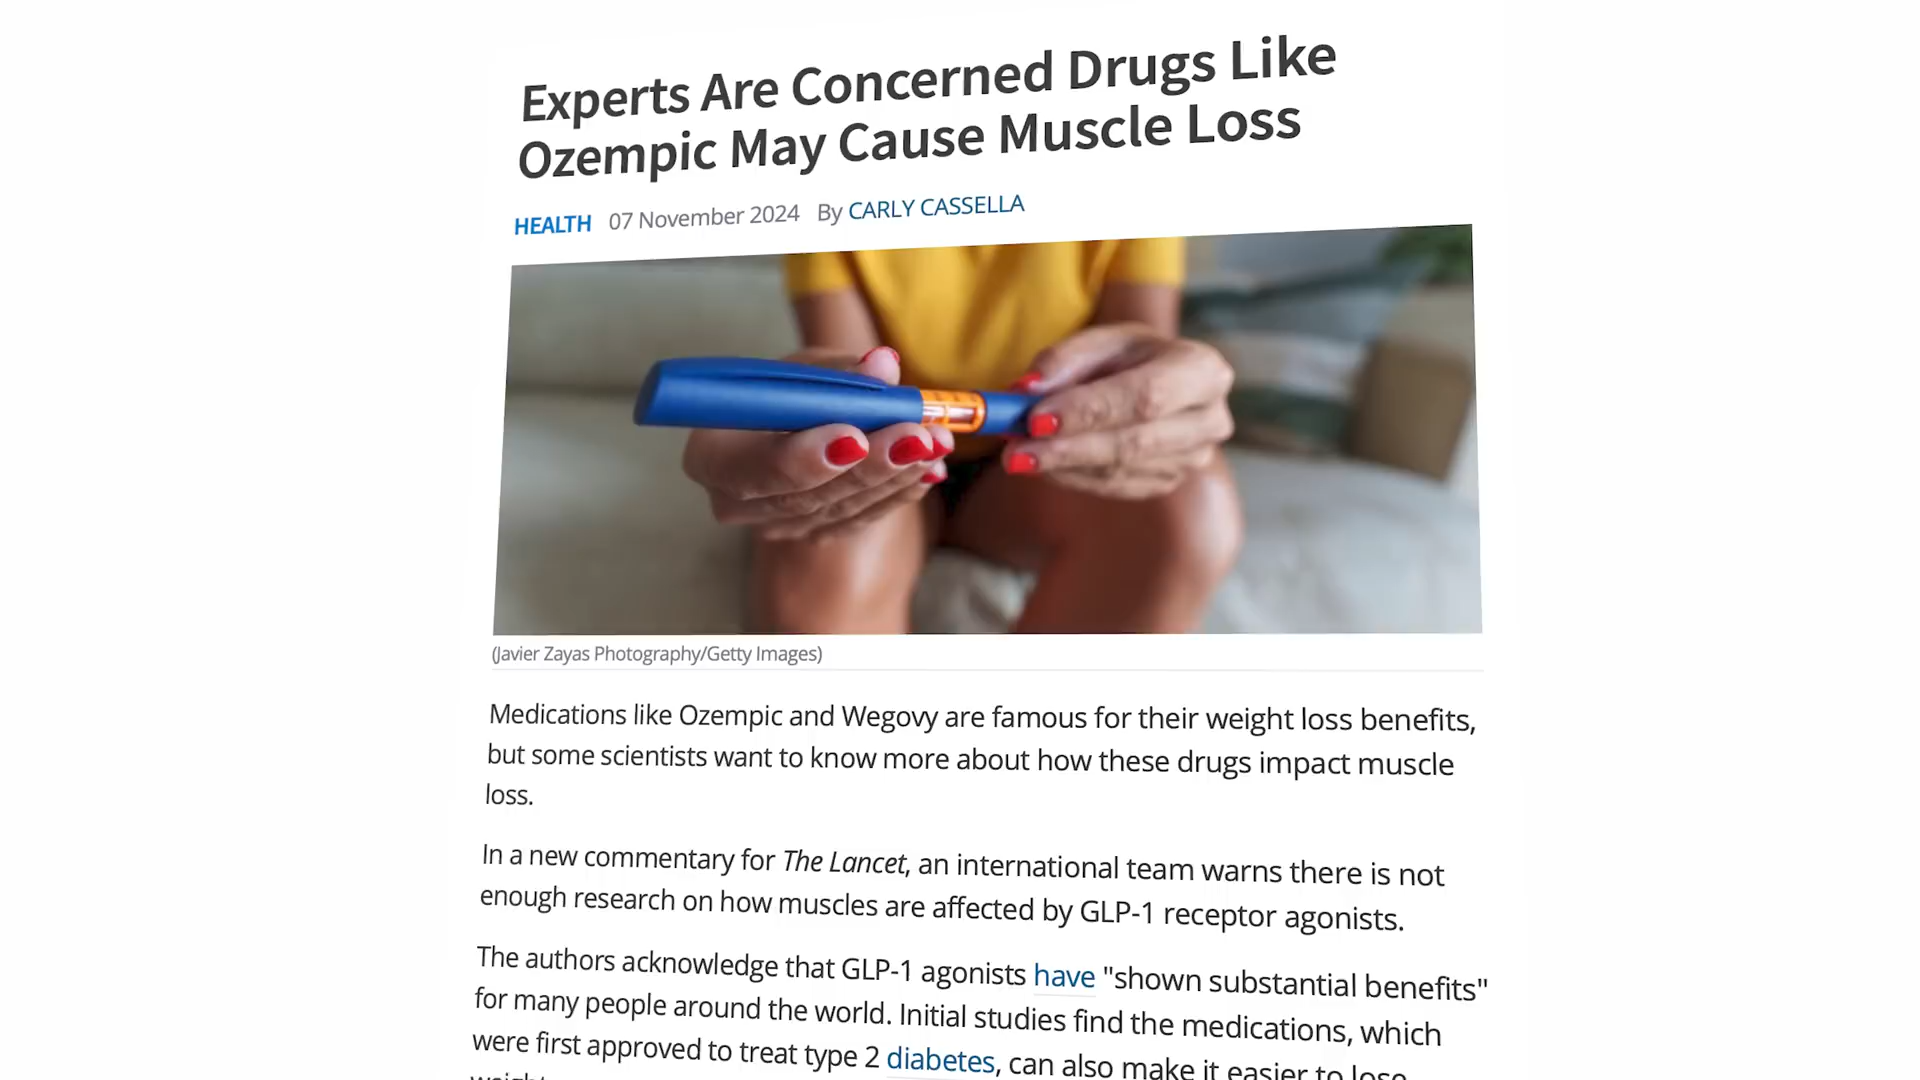 Experts Are Concerned Drugs Like
Ozempic May Cause Muscle Loss
HEALTH 07 November 2024 By CARLY CASSELLA
(Javier Zayas Photography/Getty Images)
Medications like Ozempic and Wegovy are famous for their weight loss benefits,
but some scientists want to know more about how these drugs impact muscle
loss.
In a new commentary for The Lancet, an international team warns there is not
enough research on how muscles are affected by GLP-1 receptor agonists.
The authors acknowledge that GLP-1 agonists have "shown substantial benefits"
for many people around the world. Initial studies find the medications, which
were first approved to treat type 2 diabetes, can also make it easier to lose